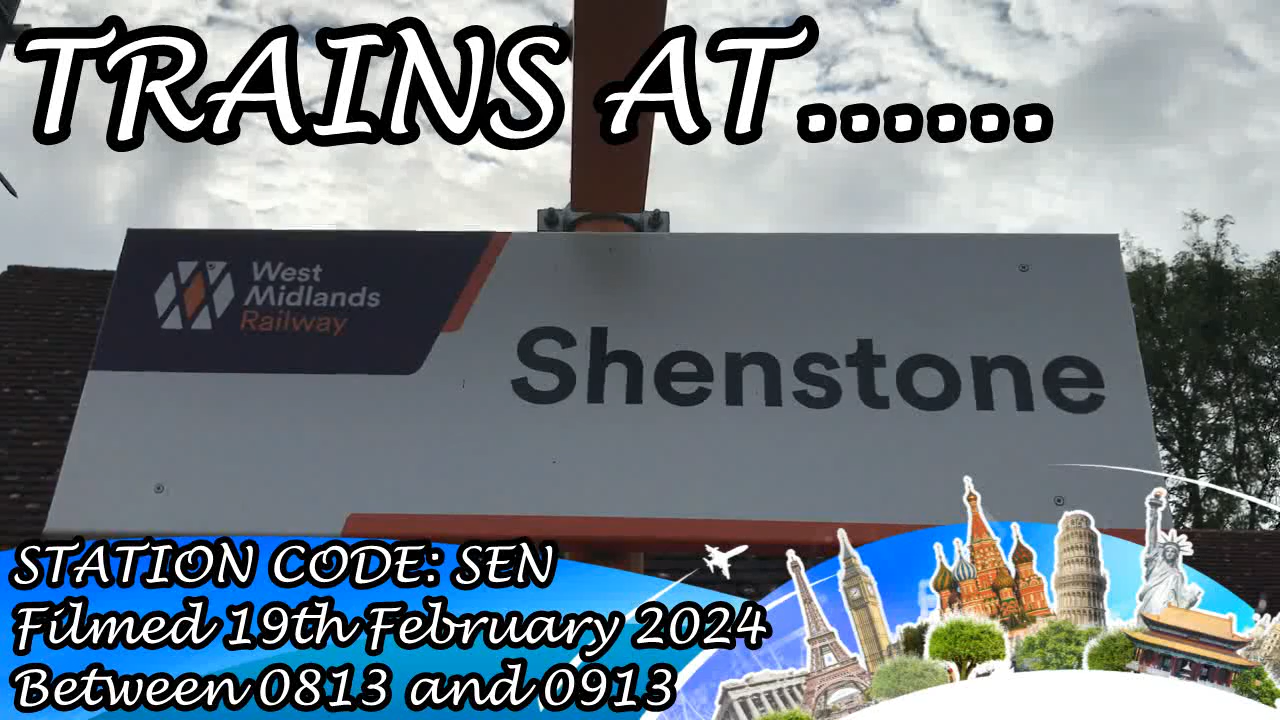 TRAINS AT......
West
Midlands
Railway
Shenstone
STATION CODE: SEN
Filmed 19th February 2024
Between 0813 and 0913